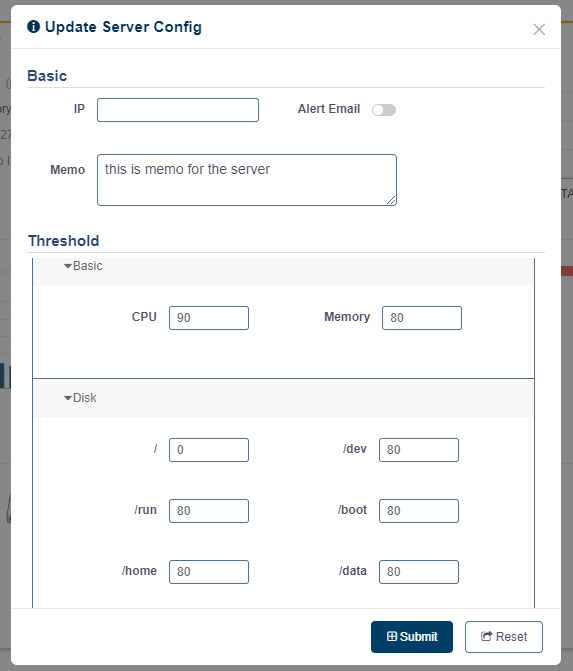 Update Server Config
Basic
IP
Alert Email
Memo this is memo for the server
Threshold
Basic
CPU 90 Memory 80
Disk
/ 0 /dev 80
/run 80 /boot 80
/home 80 /data 80
Submit Reset